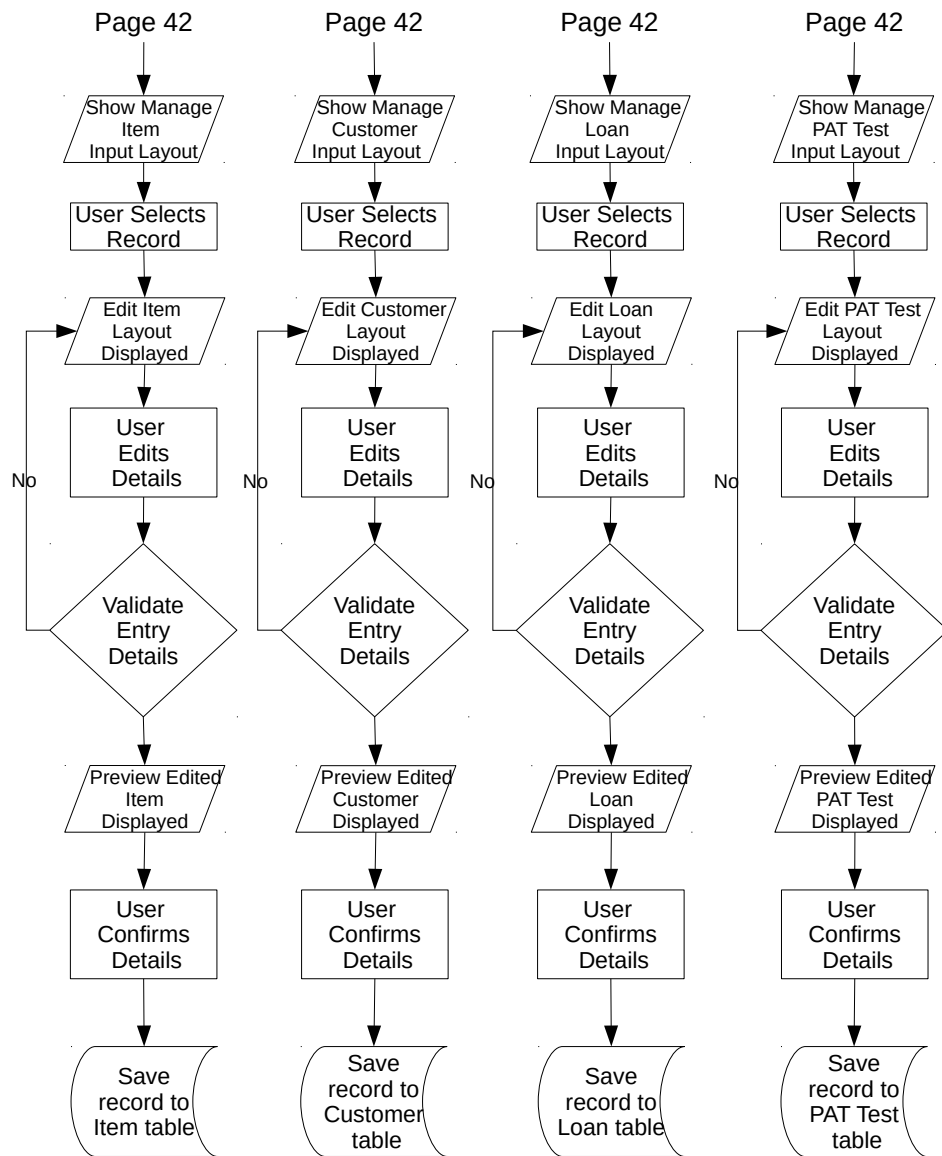 Page 42
Show Manage
Item
Input Layout
User Selects
Record
Edit Item
Layout
Displayed
User
Edits
Details
No
Validate
Entry
Details
Preview Edited
Item
Displayed
User
Confirms
Details
Save
record to
Item table
Page 42
Show Manage
Customer
Input Layout
User Selects
Record
Edit Customer
Layout
Displayed
User
Edits
Details
No
Validate
Entry
Details
Preview Edited
Customer
Displayed
User
Confirms
Details
Save
record to
Customer
table
Page 42
Show Manage
Loan
Input Layout
User Selects
Record
Edit Loan
Layout
Displayed
User
Edits
Details
No
Validate
Entry
Details
Preview Edited
Loan
Displayed
User
Confirms
Details
Save
record to
Loan table
Page 42
Show Manage
PAT Test
Input Layout
User Selects
Record
Edit PAT Test
Layout
Displayed
User
Edits
Details
No
Validate
Entry
Details
Preview Edited
PAT Test
Displayed
User
Confirms
Details
Save
record to
PAT Test
table